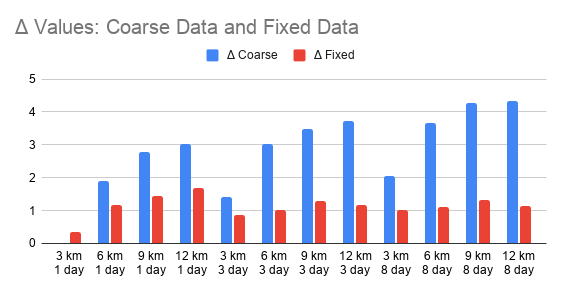 Δ Values: Coarse Data and Fixed Data
Δ Coarse Δ Fixed
5
4
3
2
1
0
3 km 6 km 9 km 12 km 3 km 6 km 9 km 12 km 3 km 6 km 9 km 12 km
1 day 1 day 1 day 1 day 3 day 3 day 3 day 3 day 8 day 8 day 8 day 8 day